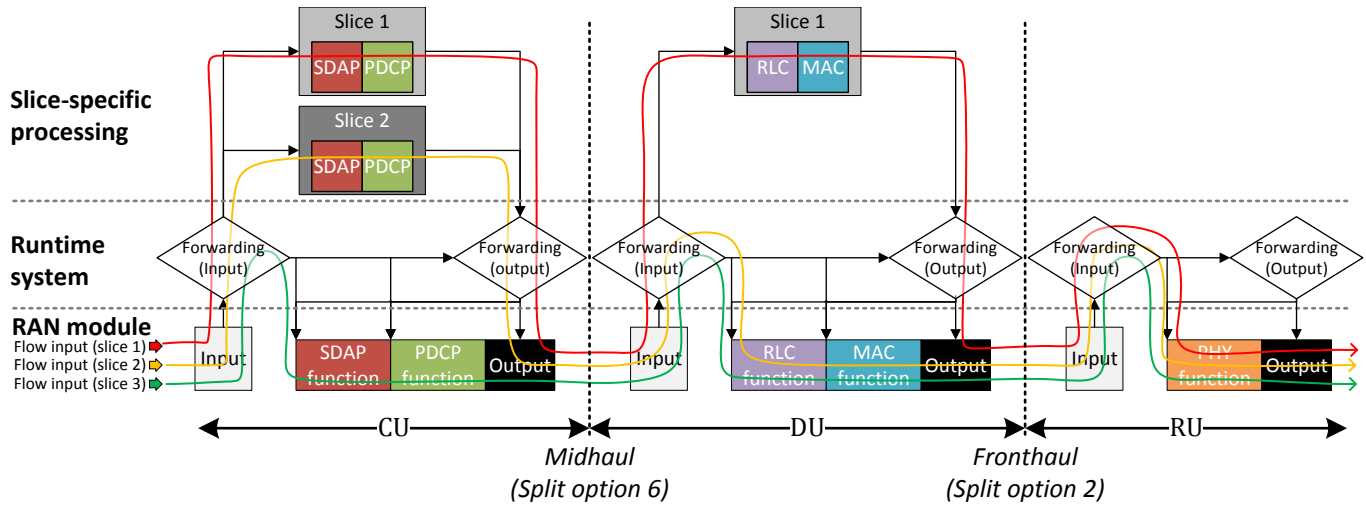 Slice 1
SDAP PDCP
Slice 2
SDAP PDCP
Slice 1
RLC MAC
Slice-specific
processing
Runtime
system
Forwarding
(Input)
Forwarding
(output)
Forwarding
(Input)
Forwarding
(Output)
Forwarding
(Input)
Forwarding
(Output)
RAN module
Flow input (slice 1)
Flow input (slice 2)
Flow input (slice 3)
Input
SDAP
function
PDCP
function
Output
Input
RLC
function
MAC
function
Output
Input
PHY
function
Output
CU
DU
RU
Midhaul
(Split option 6)
Fronthaul
(Split option 2)